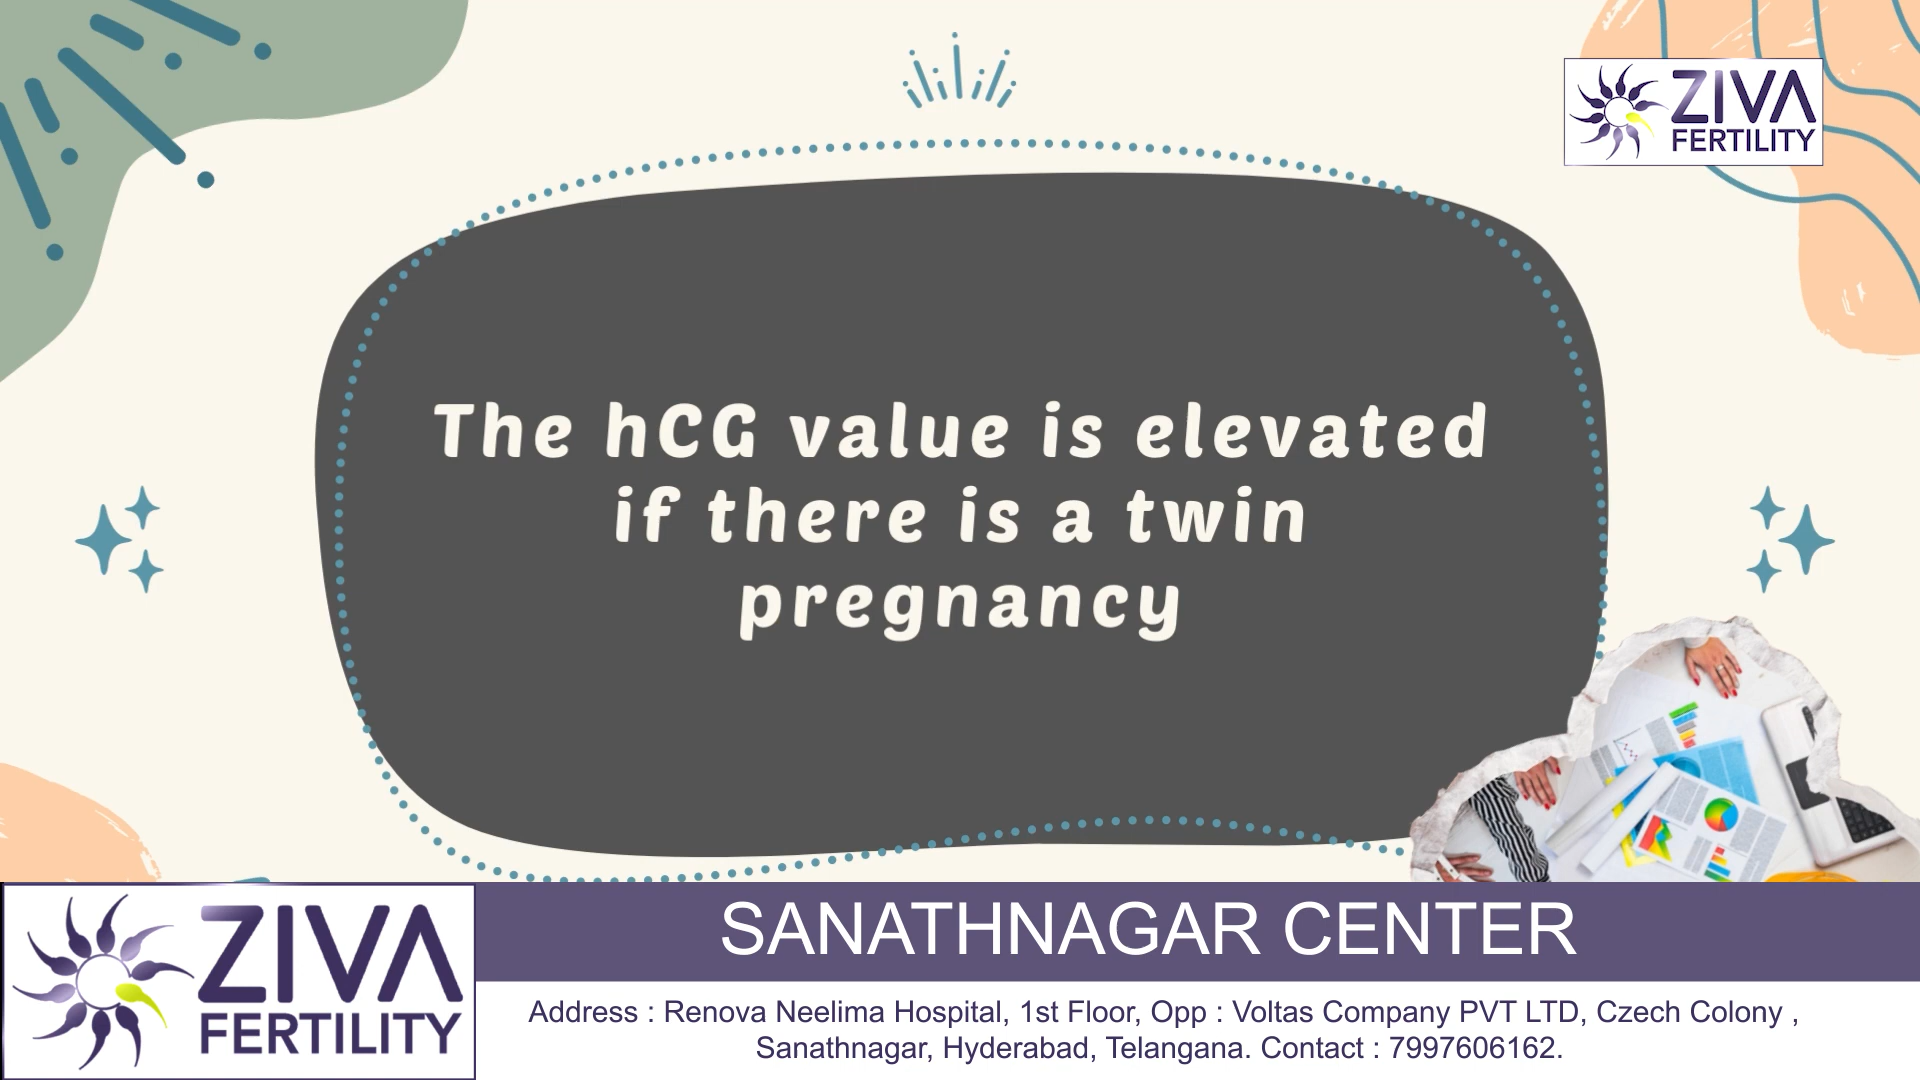 ZIVA
FERTILITY
The hCG value is elevated
if there is a twin
pregnancy
ZIVA
FERTILITY
SANATHNAGAR CENTER
Address : Renova Neelima Hospital, 1st Floor, Opp : Voltas Company PVT LTD, Czech Colony ,
Sanathnagar, Hyderabad, Telangana. Contact : 7997606162.